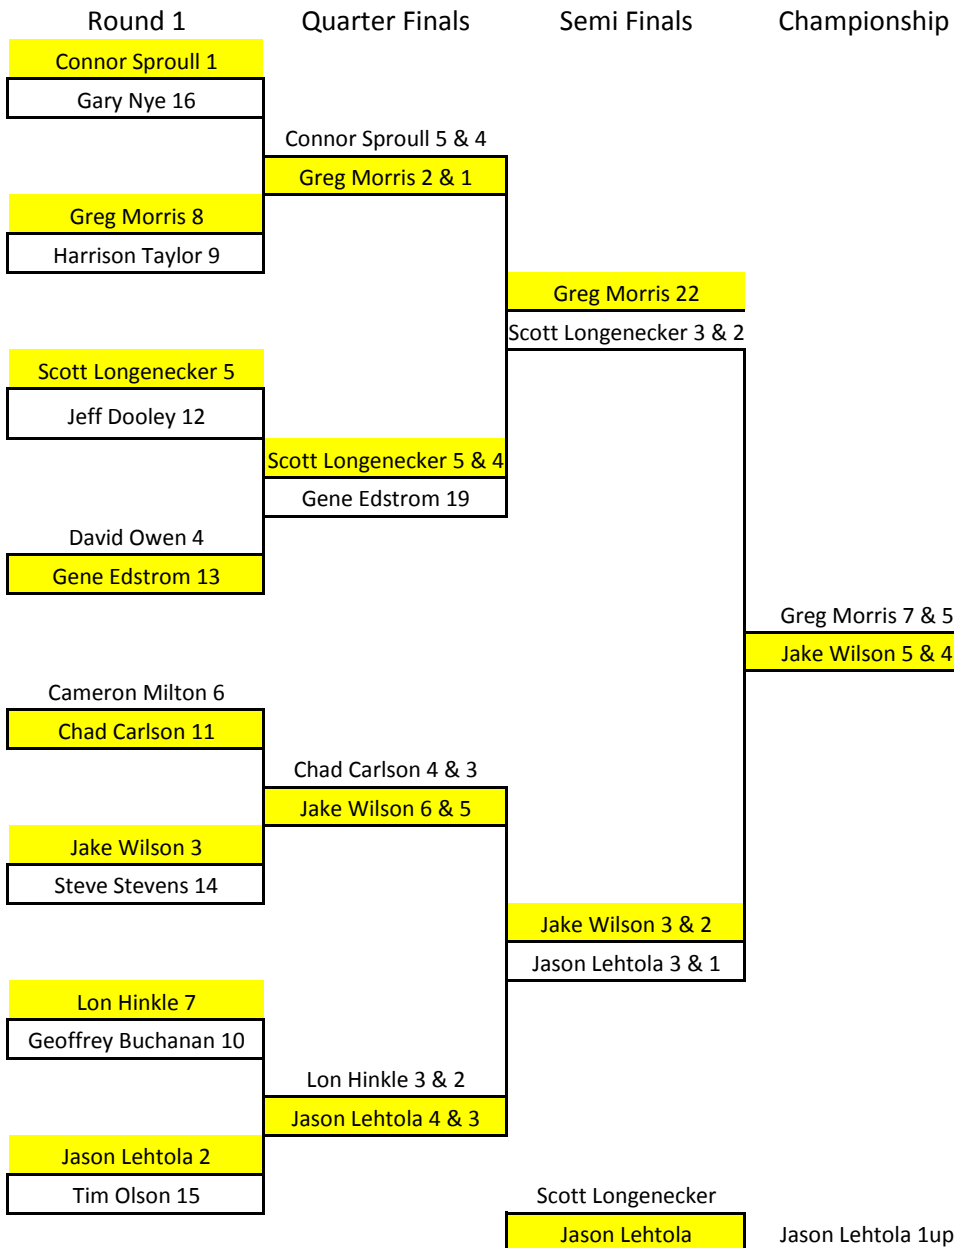 Round 1
Quarter Finals
Semi Finals
Championship
Connor Sproull 1
Gary Nye 16
Connor Sproull 5 & 4
Greg Morris 2 & 1
Greg Morris 8
Harrison Taylor 9
Greg Morris 22
Scott Longenecker 3 & 2
Scott Longenecker 5
Jeff Dooley 12
Scott Longenecker 5 & 4
Gene Edstrom 19
David Owen 4
Gene Edstrom 13
Greg Morris 7 & 5
Jake Wilson 5 & 4
Cameron Milton 6
Chad Carlson 11
Chad Carlson 4 & 3
Jake Wilson 6 & 5
Jake Wilson 3
Steve Stevens 14
Jake Wilson 3 & 2
Jason Lehtola 3 & 1
Lon Hinkle 7
Geoffrey Buchanan 10
Lon Hinkle 3 & 2
Jason Lehtola 4 & 3
Jason Lehtola 2
Tim Olson 15
Scott Longenecker
Jason Lehtola
Jason Lehtola 1up